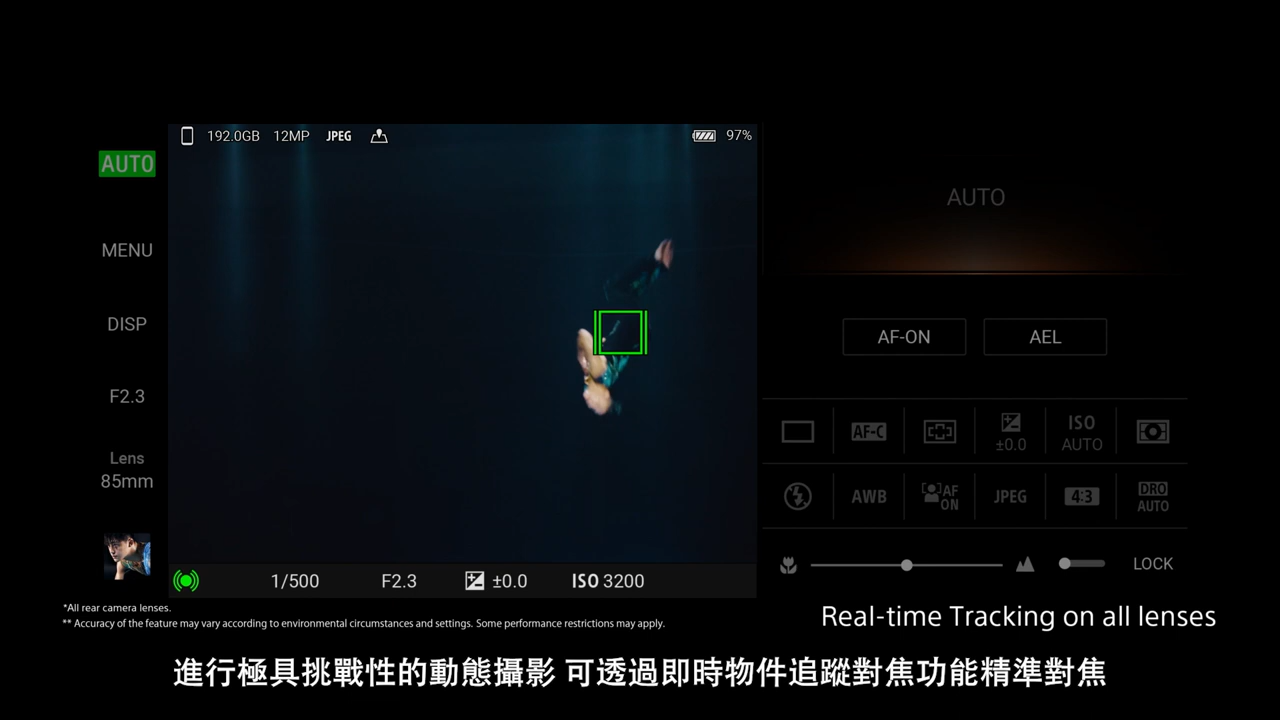 192.0GB 12MP JPEG 97%
AUTO
MENU
DISP
F2.3
Lens
85mm
AUTO
AF-ON AEL
AF-C ±0.0 ISO AUTO
AWB AF ON JPEG 4:3 DRO AUTO
LOCK
1/500 F2.3 ±0.0 ISO 3200
*All rear camera lenses.
** Accuracy of the feature may vary according to environmental circumstances and settings. Some performance restrictions may apply.
Real-time Tracking on all lenses
進行極具挑戰性的動態攝影 可透過即時物件追蹤對焦功能精準對焦